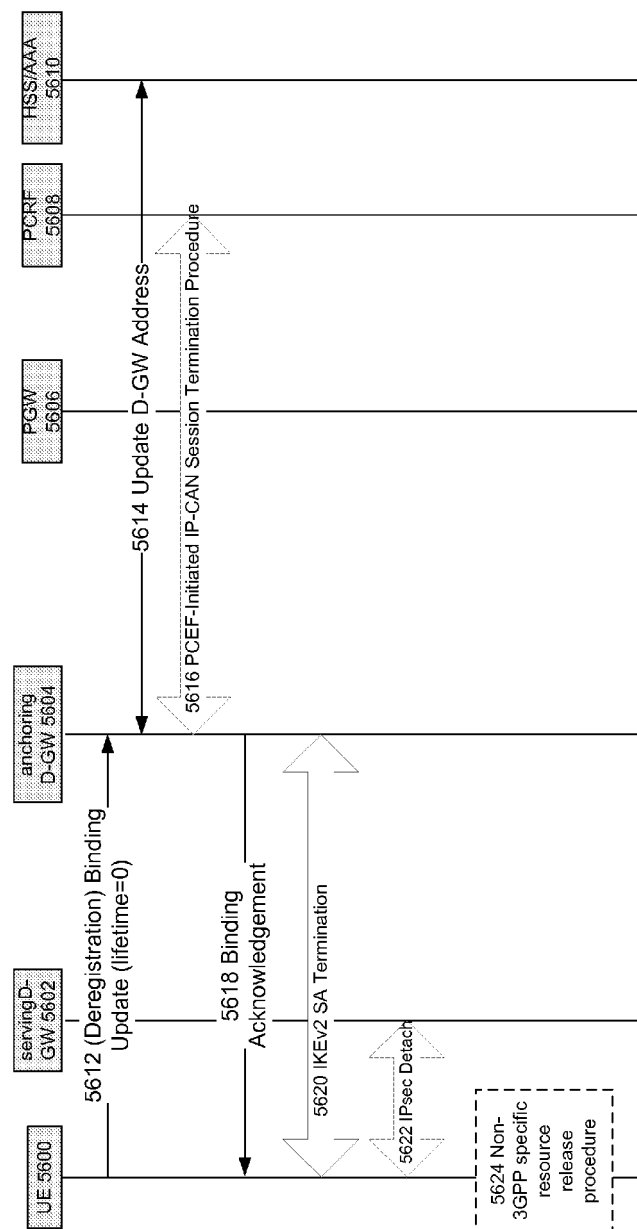 UE 5600
servingD-
GW 5602
anchoring
D-GW 5604
PGW
5606
PCRF
5608
HSS/AAA
5610
5612 (Deregistration) Binding
Update (lifetime=0)
5614 Update D-GW Address
5616 PCEF-Initiated IP-CAN Session Termination Procedure
5618 Binding
Acknowledgement
5620 IKEv2 SA Termination
5622 IPsec Detach
5624 Non-
3GPP specific
resource
release
procedure